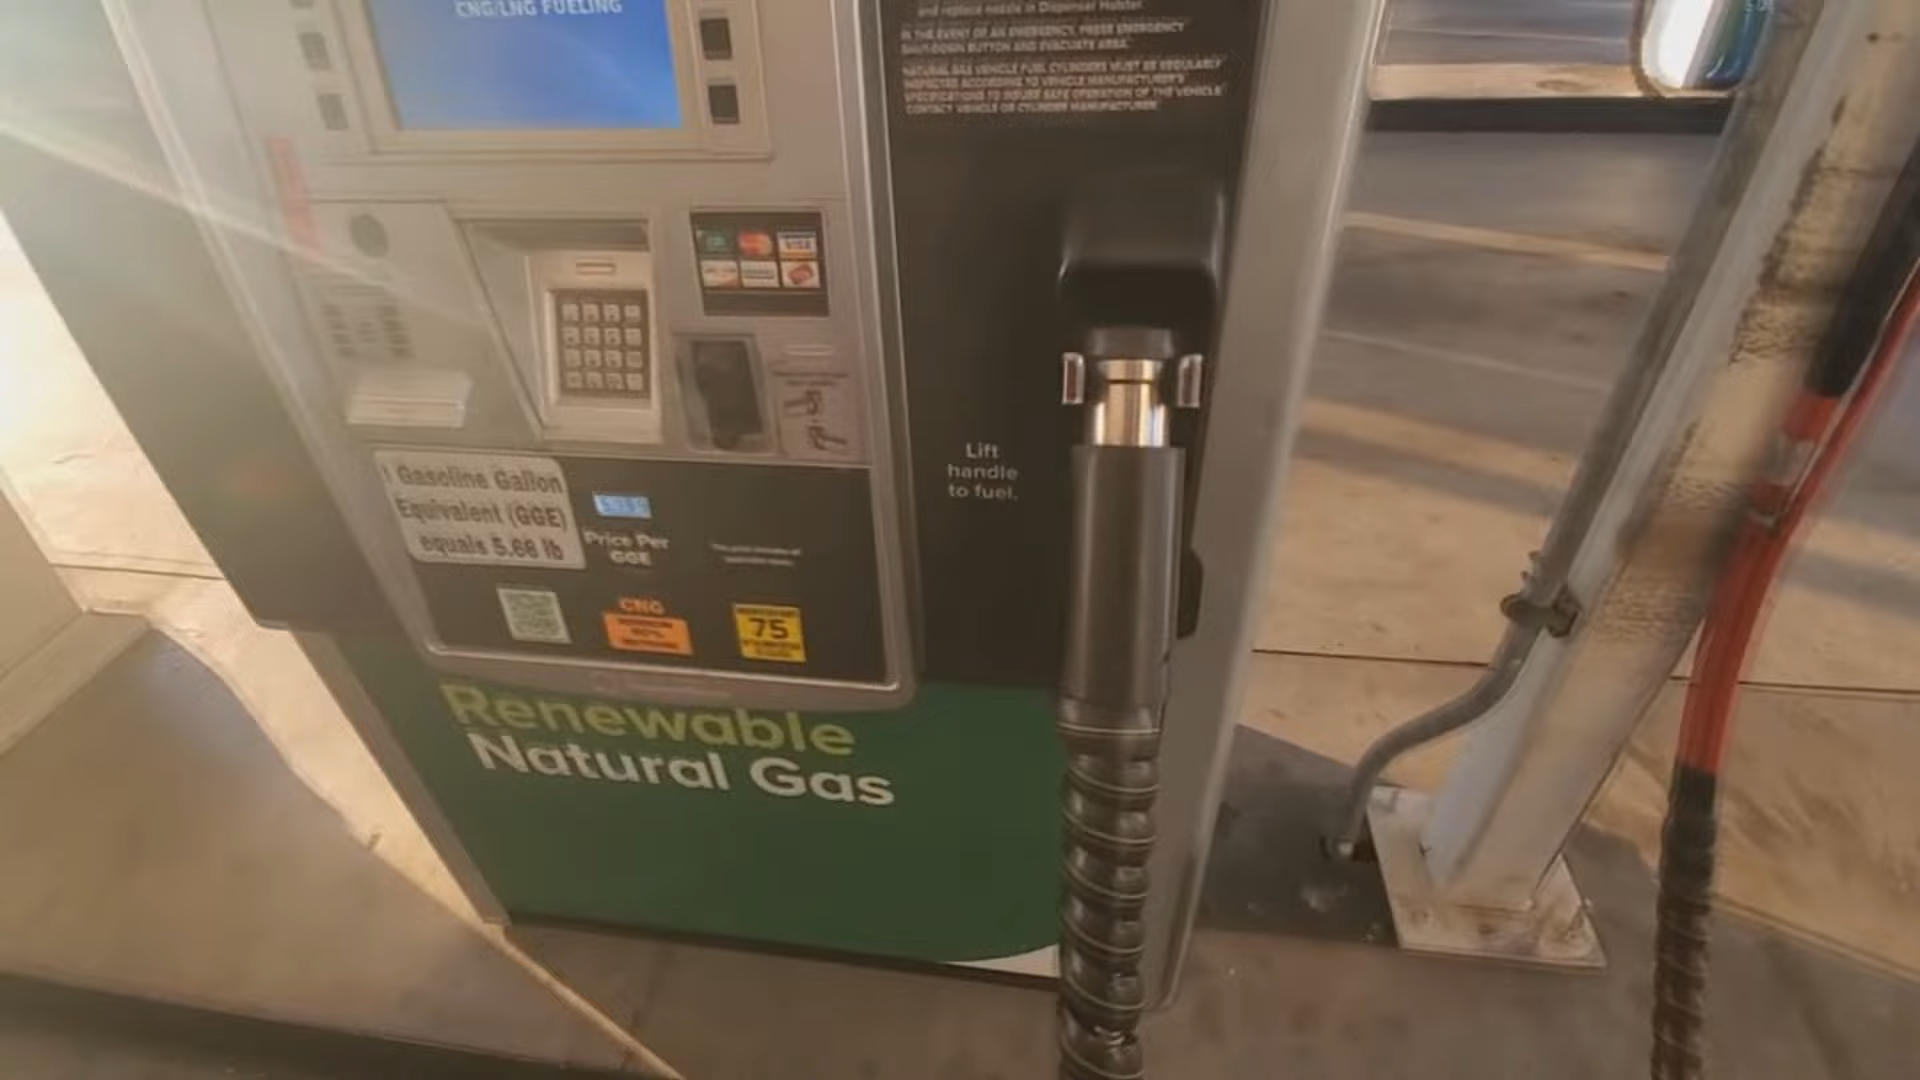 CNG/LNG FUELING
and replace nozzle in Dispenser Holster.
IN THE EVENT OF AN EMERGENCY, PRESS EMERGENCY
SHUT-DOWN BUTTON AND EVACUATE AREA.
NATURAL GAS VEHICLE FUEL CYLINDERS MUST BE REGULARLY
INSPECTED ACCORDING TO VEHICLE MANUFACTURER'S
SPECIFICATIONS TO INSURE SAFE OPERATION OF THE VEHICLE
CONTACT VEHICLE OR CYLINDER MANUFACTURER
VISA
Lift
handle
to fuel.
1 Gasoline Gallon
Equivalent (GGE)
equals 5.66 lb
Price Per
GGE
CNG
75
Renewable
Natural Gas